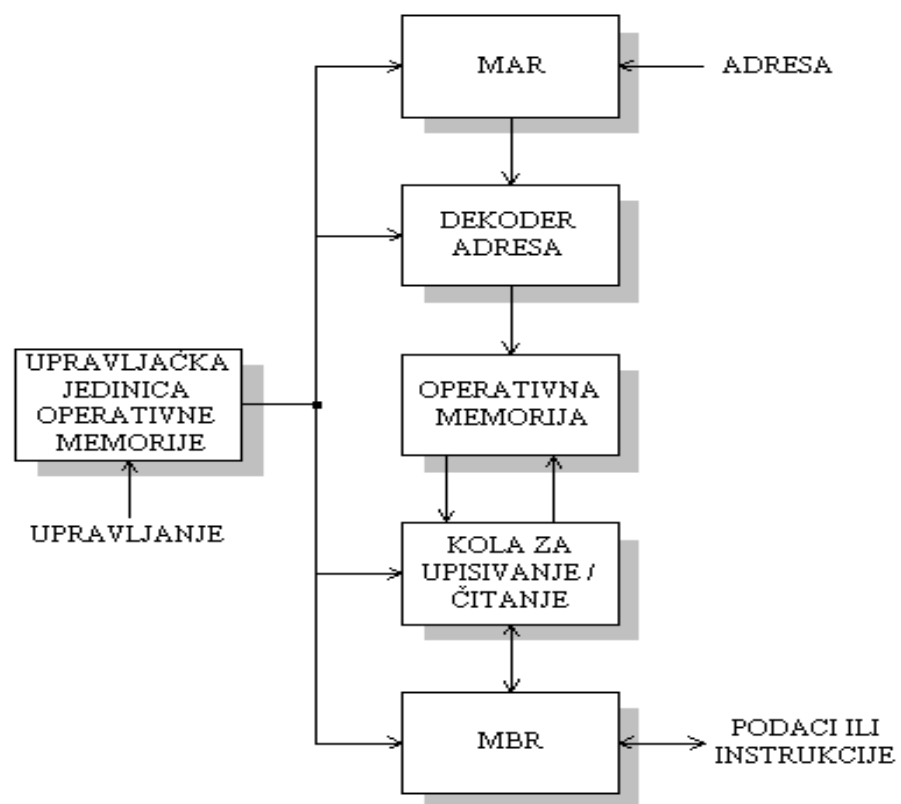 MAR
ADRESA
DEKODER
ADRESA
UPRAVLJAČKA
JEDINICA
OPERATIVNE
MEMORIJE
OPERATIVNA
MEMORIJA
UPRAVLJANJE
KOLA ZA
UPISIVANJE /
ČITANJE
MBR
PODACI ILI
INSTRUKCIJE